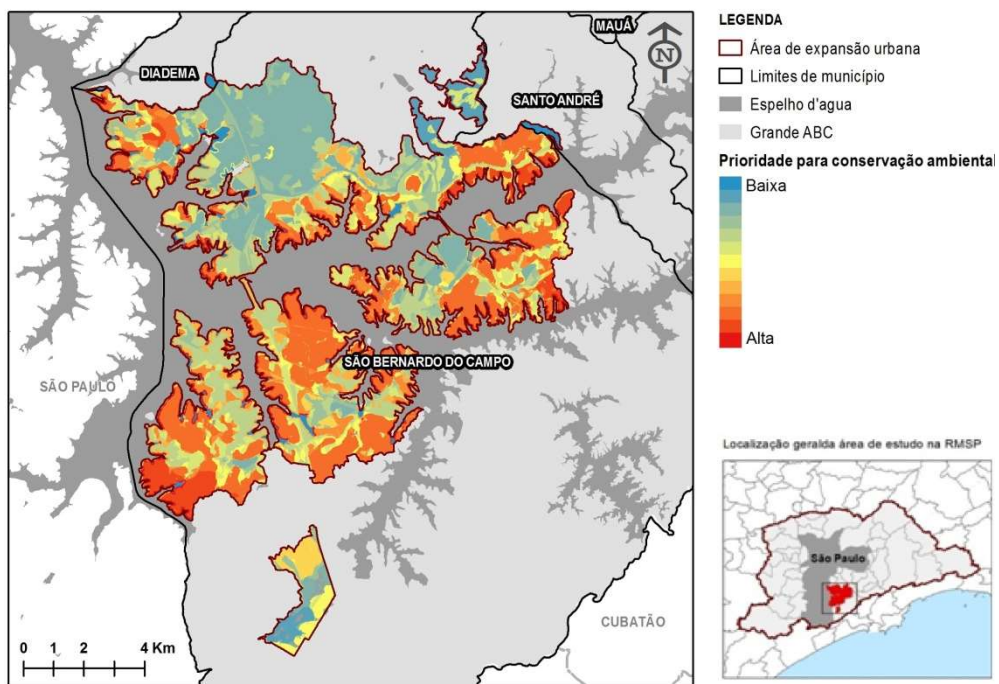 MAUÁ
N
DIADEMA
SANTO ANDRÉ
SÃO BERNARDO DO CAMPO
SÃO PAULO
CUBATÃO
0 1 2 4 Km
LEGENDA
Área de expansão urbana
Limites de município
Espelho d'agua
Grande ABC
Prioridade para conservação ambiental
Baixa
Alta
Localização geralda área de estudo na RMSP
São Paulo